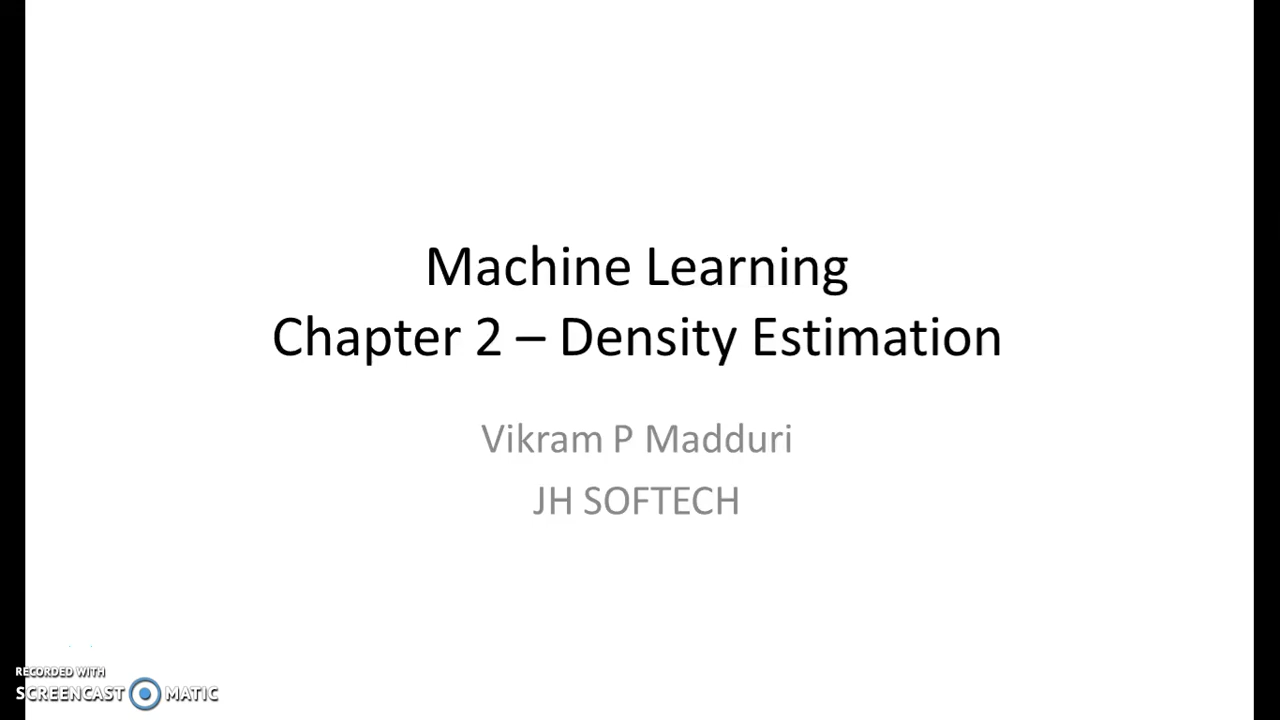 Machine Learning
Chapter 2 – Density Estimation
Vikram P Madduri
JH SOFTECH
RECORDED WITH
SCREENCAST MATIC